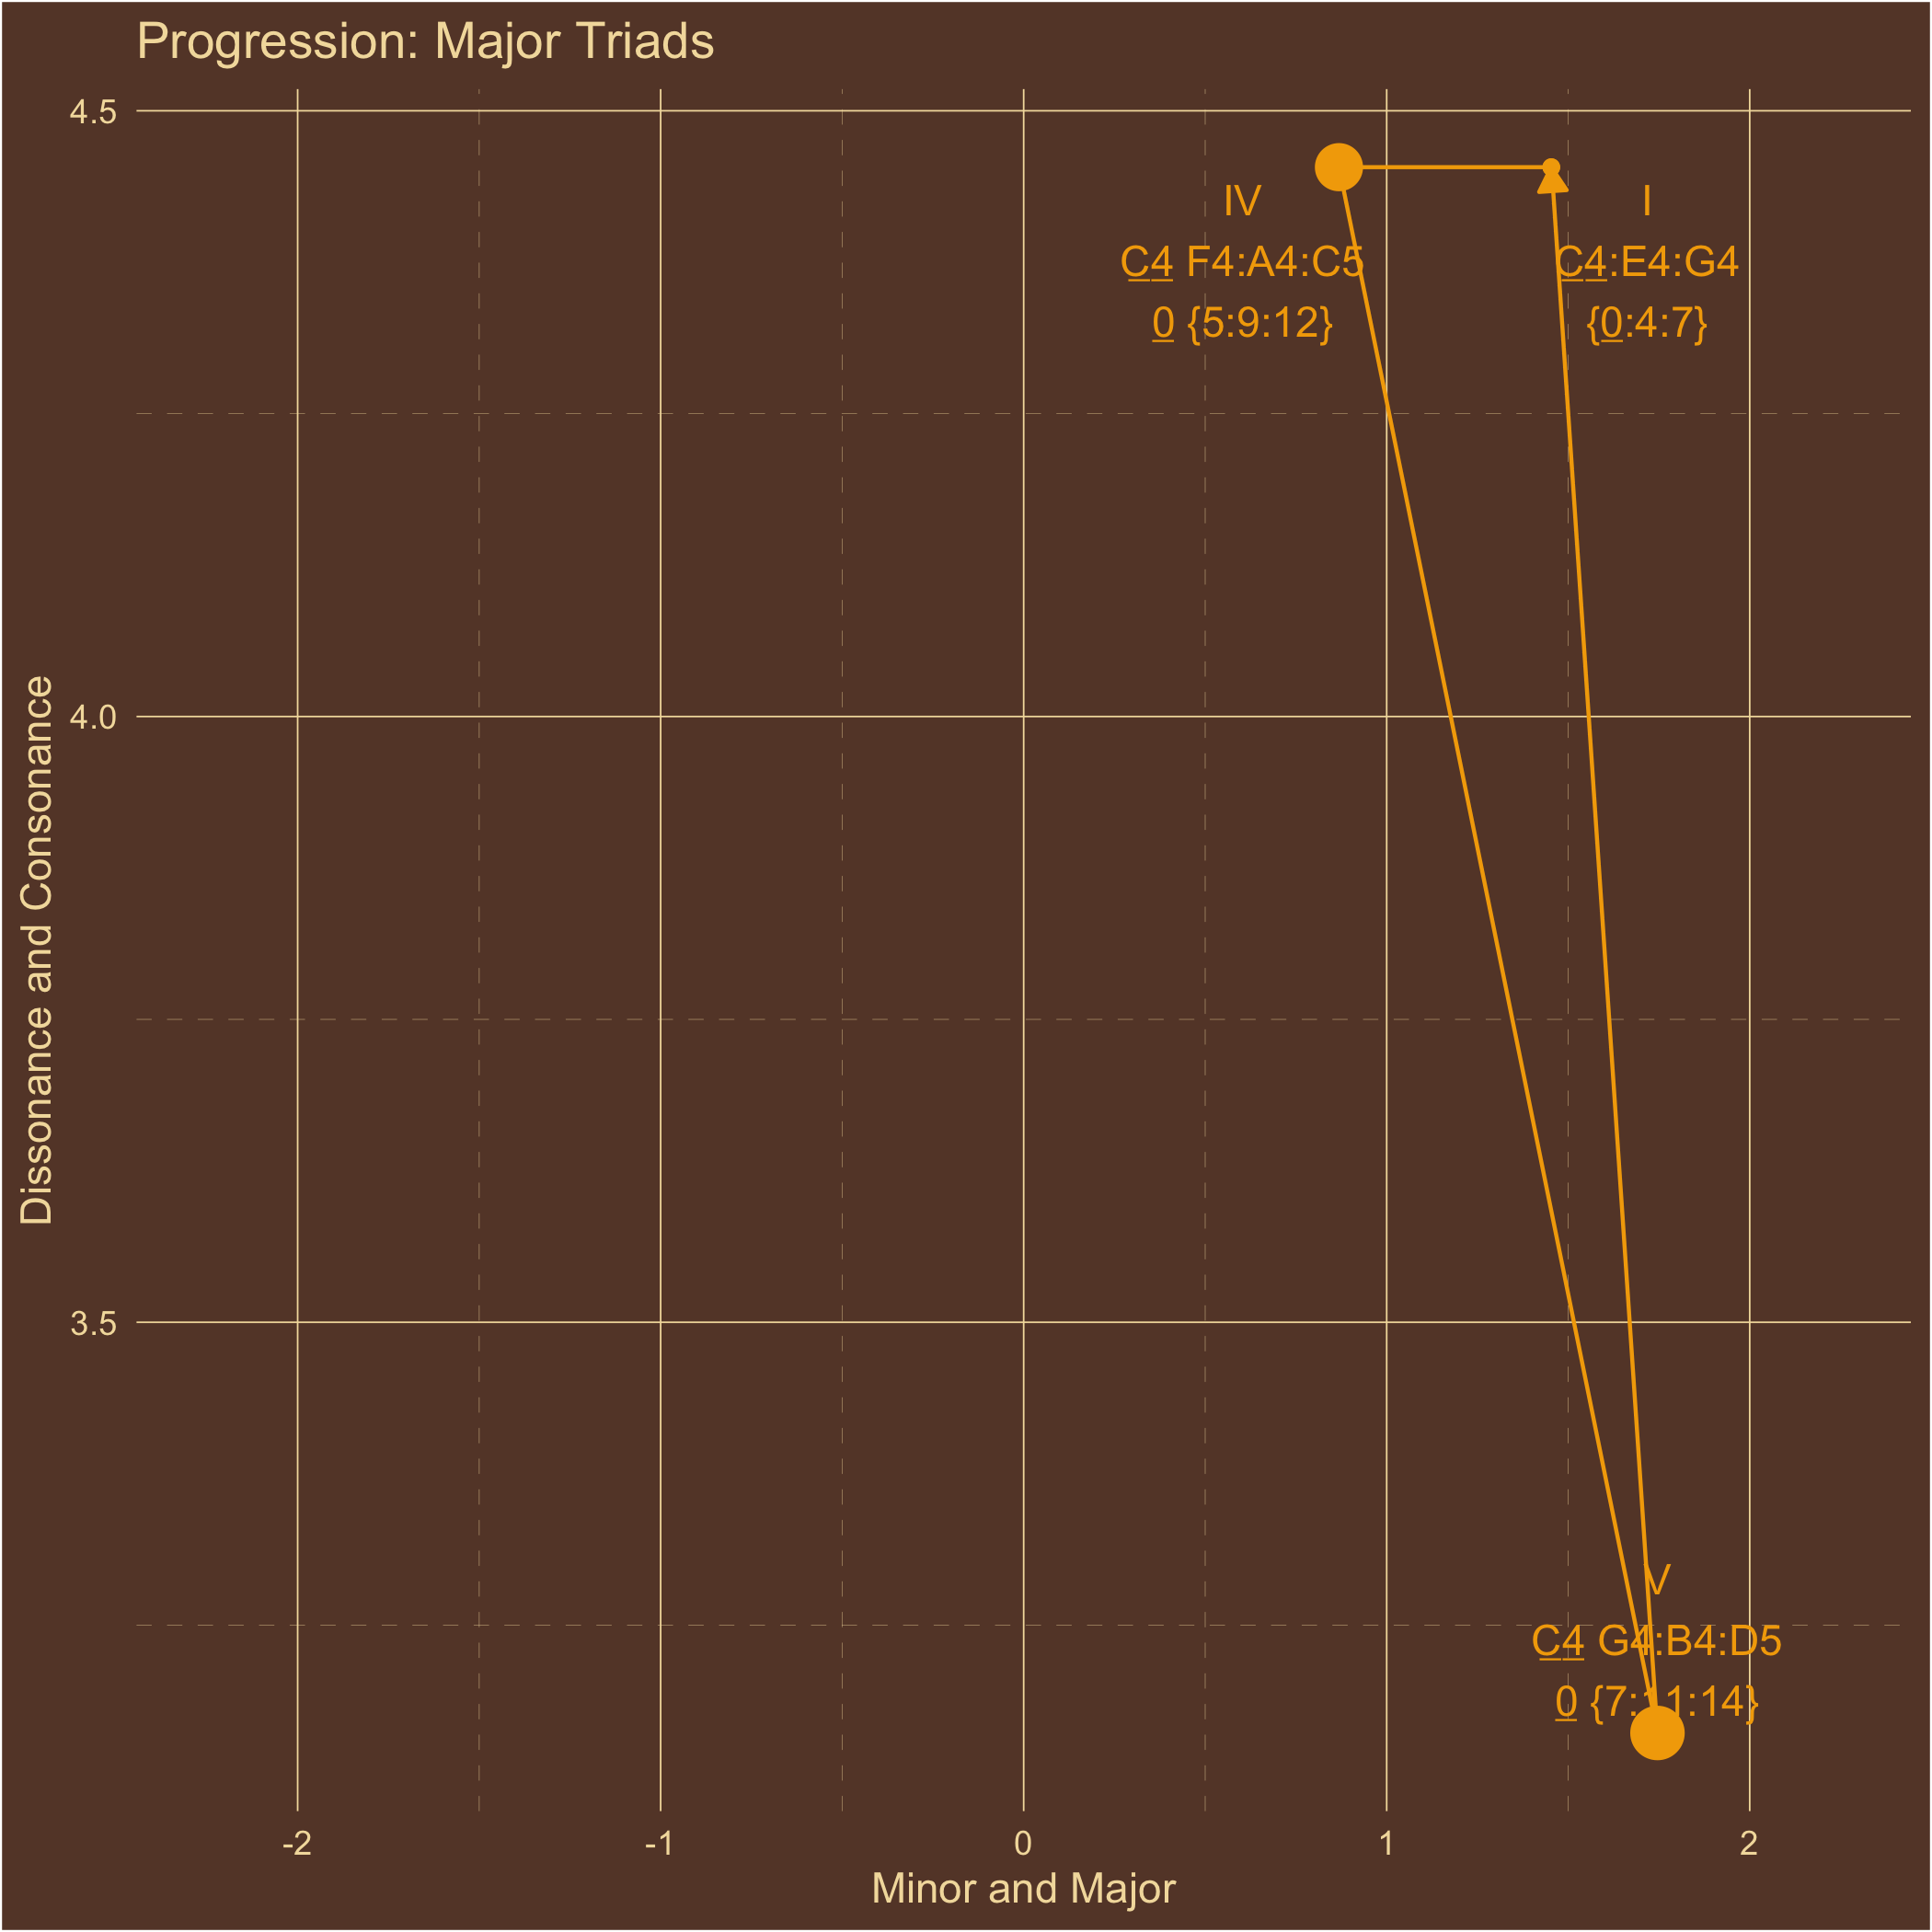 Progression: Major Triads
4.5
4.0
3.5
Dissonance and Consonance
IV
C4 F4:A4:C5
0 {5:9:12}
I
C4:E4:G4
{0:4:7}
V
C4 G4:B4:D5
0 {7:11:14}
-2
-1
0
1
2
Minor and Major